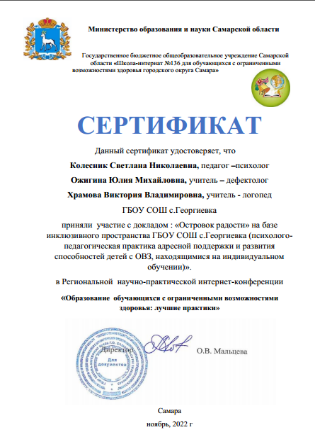 Министерство образования и науки Самарской области
Государственное бюджетное общеобразовательное учреждение Самарской
области «Школа-интернат №136 для обучающихся с ограниченными
возможностями здоровья городского округа Самара»
СЕРТИФИКАТ
Данный сертификат удостоверяет, что
Колесник Светлана Николаевна, педагог –психолог
Ожигина Юлия Михайловна, учитель – дефектолог
Храмова Виктория Владимировна, учитель - логопед
ГБОУ СОШ с.Георгиевка
приняли участие с докладом : «Островок радости» на базе
инклюзивного пространства ГБОУ СОШ с.Георгиевка (психолого-
педагогическая практика адресной поддержки и развития
способностей детей с ОВЗ, находящимися на индивидуальном
обучении)».
в Региональной научно-практической интернет-конференции
«Образование обучающихся с ограниченными возможностями
здоровья: лучшие практики»
Директор О.В. Мальцева
Для
документов
Самара
ноябрь, 2022 г